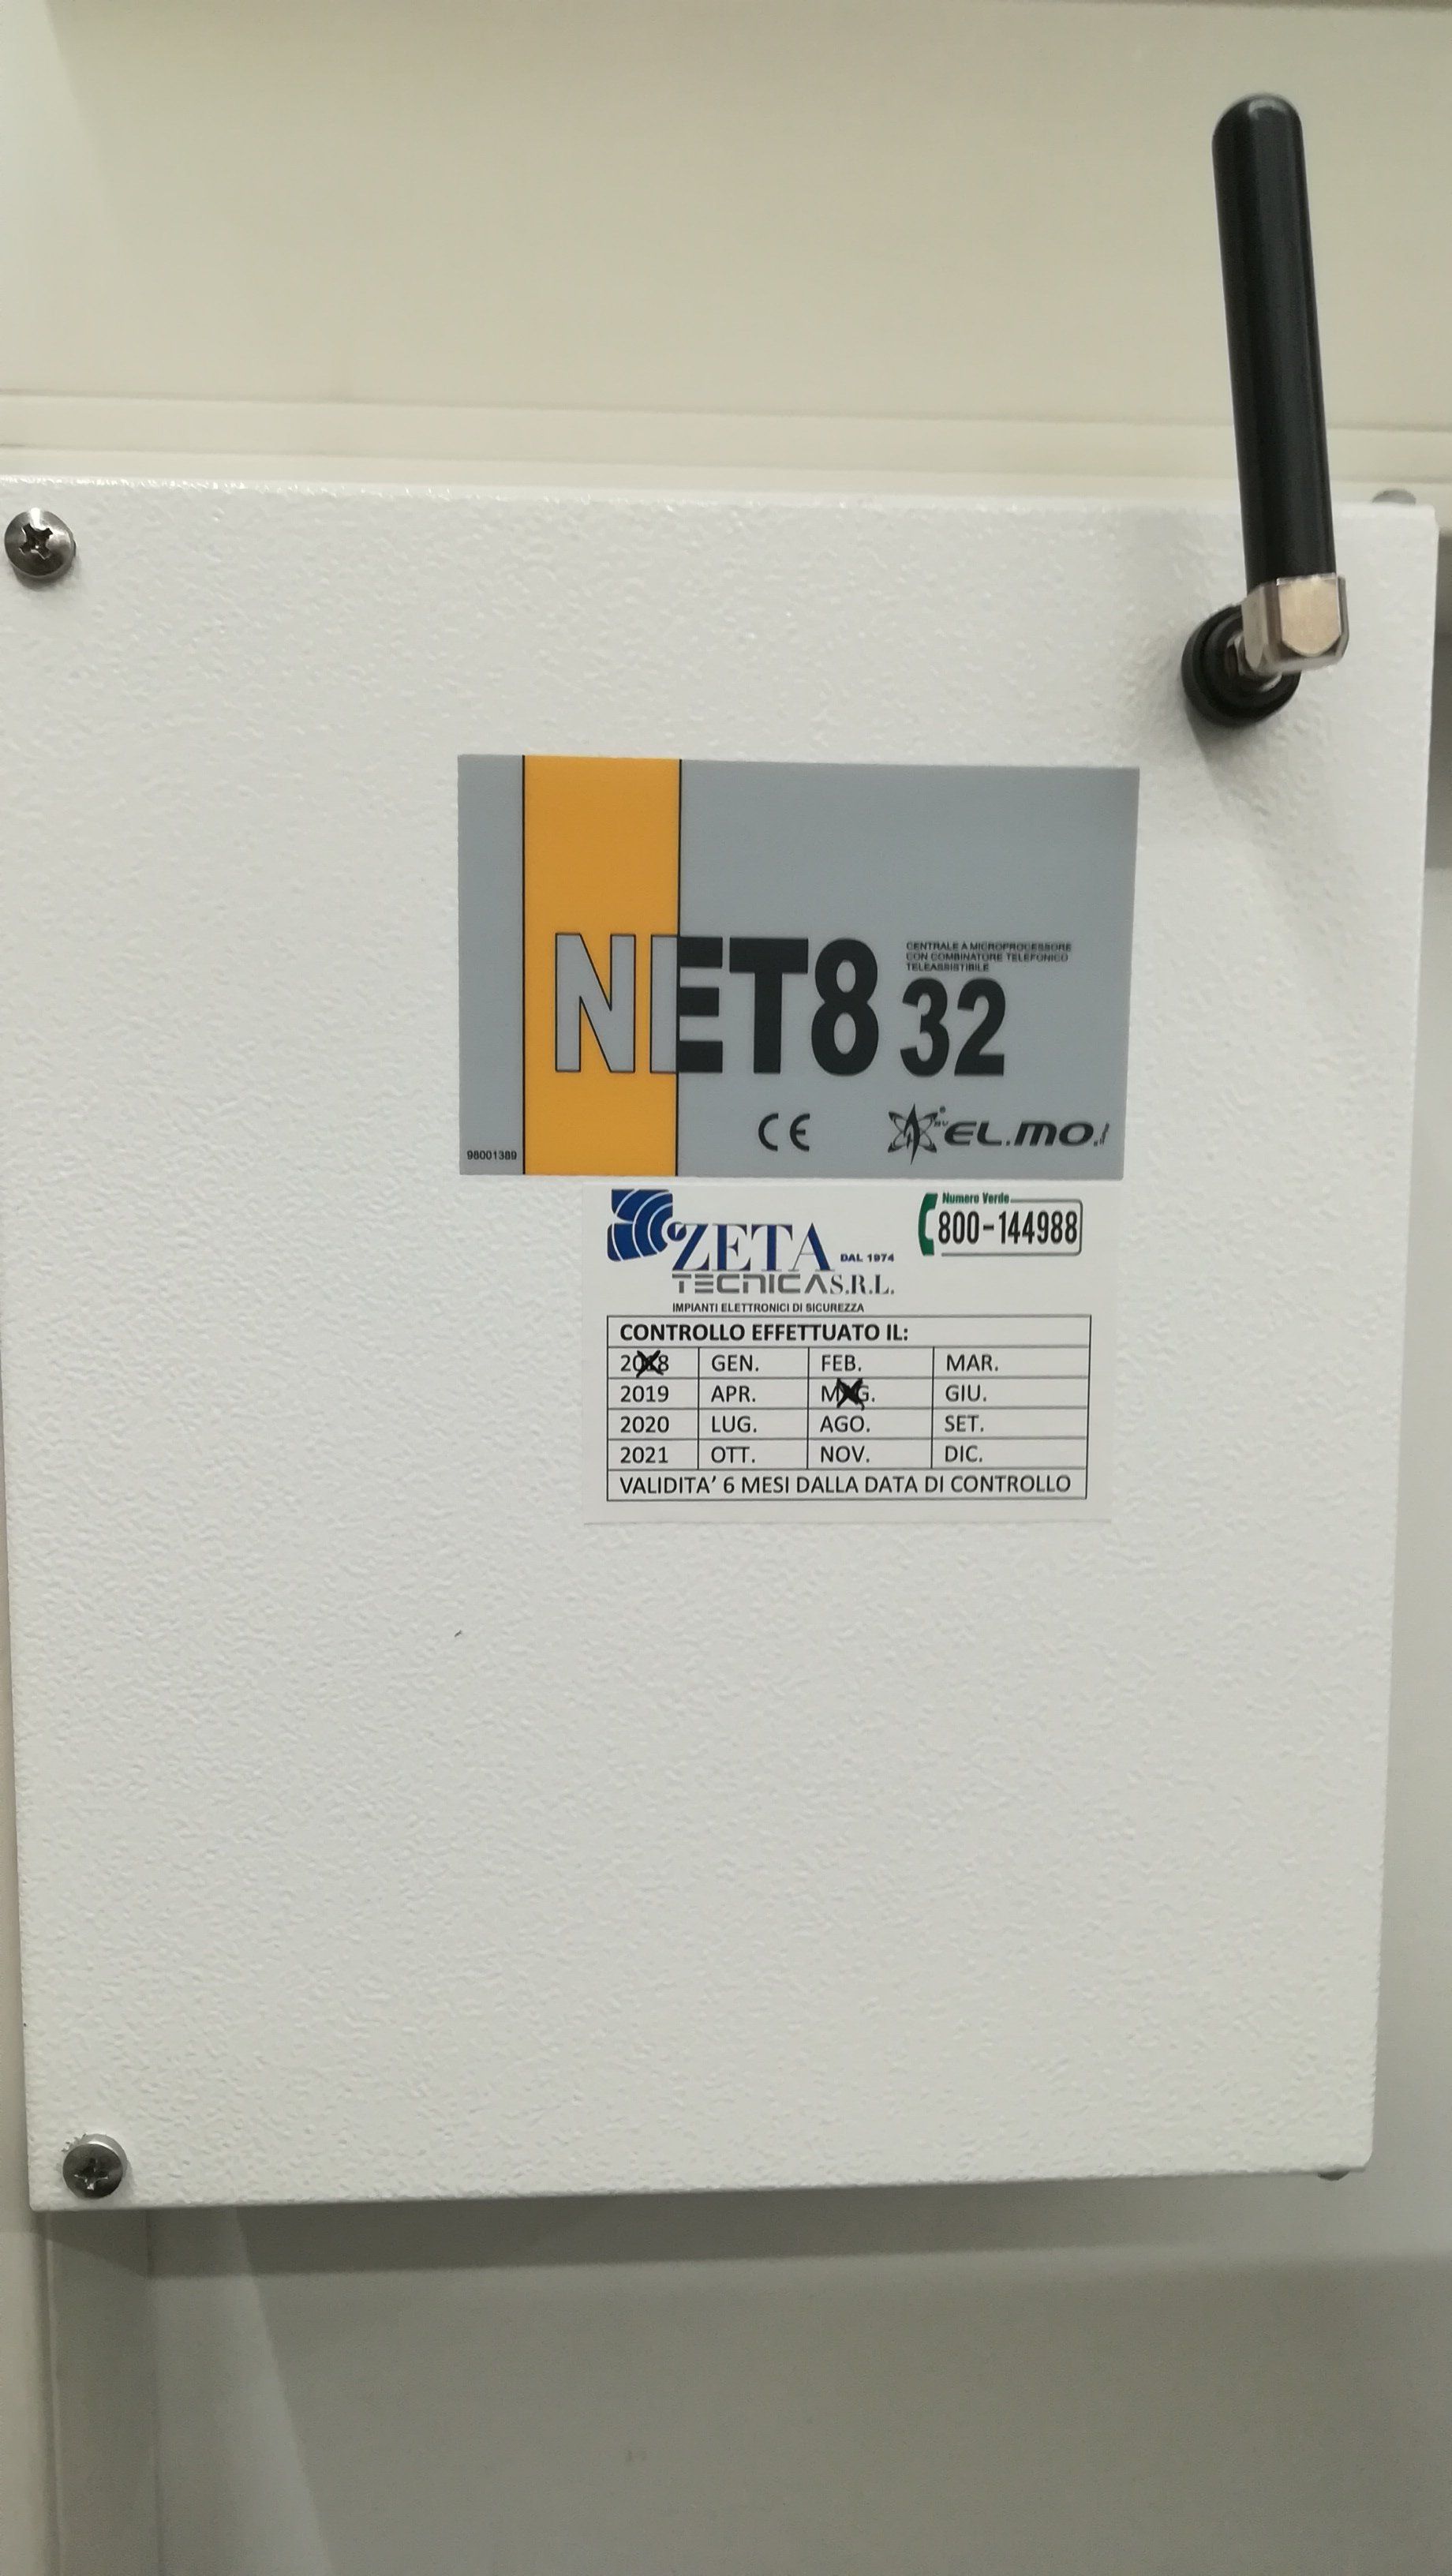 CENTRALE A MICROPROCESSORE
CON COMBINATORE TELEFONICO
TELEASSISTIBILE
NET8 32
CE
EL.MO.
98001389
Numero Verde
800-144988
ZETA DAL 1974
TECNICA S.R.L.
IMPIANTI ELETTRONICI DI SICUREZZA
CONTROLLO EFFETTUATO IL:
2018 GEN. FEB. MAR.
2019 APR. MAG. GIU.
2020 LUG. AGO. SET.
2021 OTT. NOV. DIC.
VALIDITA' 6 MESI DALLA DATA DI CONTROLLO